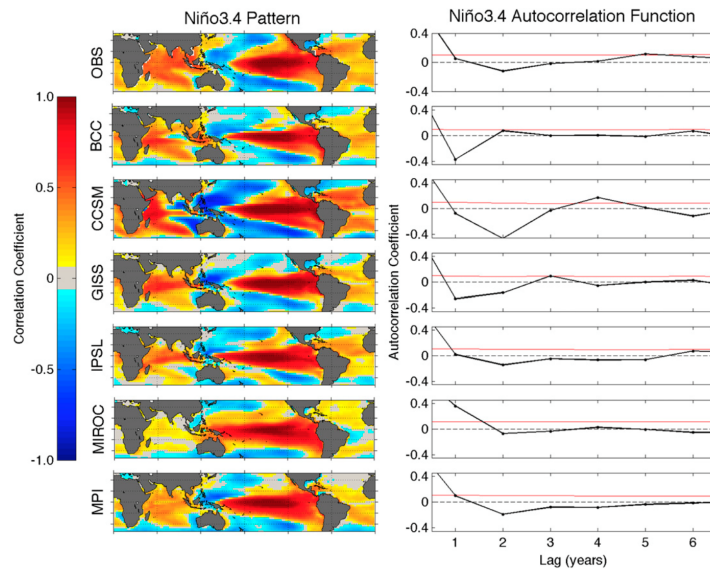 Niño3.4 Pattern
Niño3.4 Autocorrelation Function
Correlation Coefficient
1.0
0.5
0
-0.5
-1.0
OBS
BCC
CCSM
GISS
IPSL
MIROC
MPI
Autocorrelation Coefficient
0.4
0
-0.4
0.4
0
-0.4
0.4
0
-0.4
0.4
0
-0.4
0.4
0
-0.4
0.4
0
-0.4
0.4
0
-0.4
1 2 3 4 5 6
Lag (years)